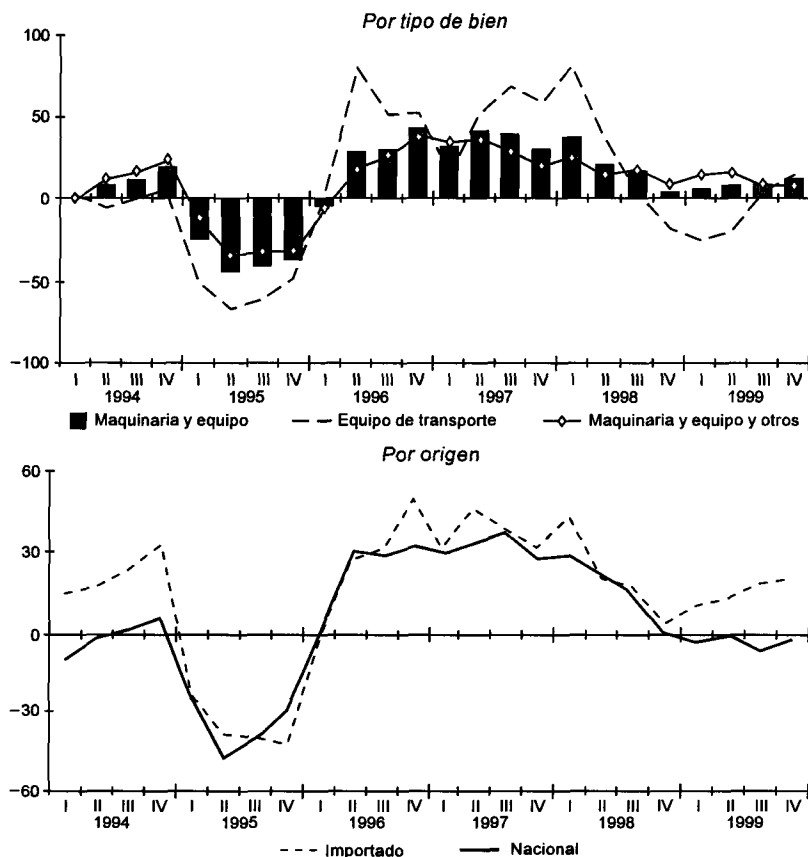 Por tipo de bien
100
50
0
−50
−100
I II III IV I II III IV I II III IV I II III IV I II III IV I II III IV
1994 1995 1996 1997 1998 1999
Maquinaria y equipo Equipo de transporte Maquinaria y equipo y otros
Por origen
60
30
0
−30
−60
I II III IV I II III IV I II III IV I II III IV I II III IV I II III IV
1994 1995 1996 1997 1998 1999
Importado Nacional